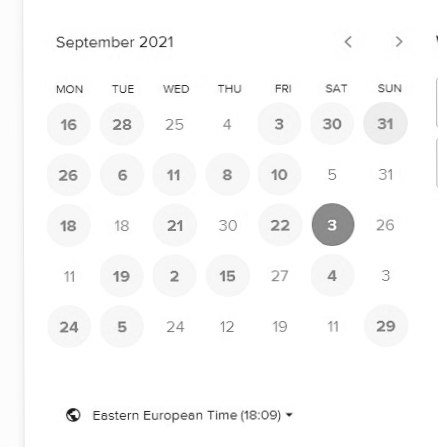 September 2021
MON TUE WED THU FRI SAT SUN
16 28 25 4 3 30 31
26 6 11 8 10 5 31
18 18 21 30 22 3 26
11 19 2 15 27 4 3
24 5 24 12 19 11 29
Eastern European Time (18:09)